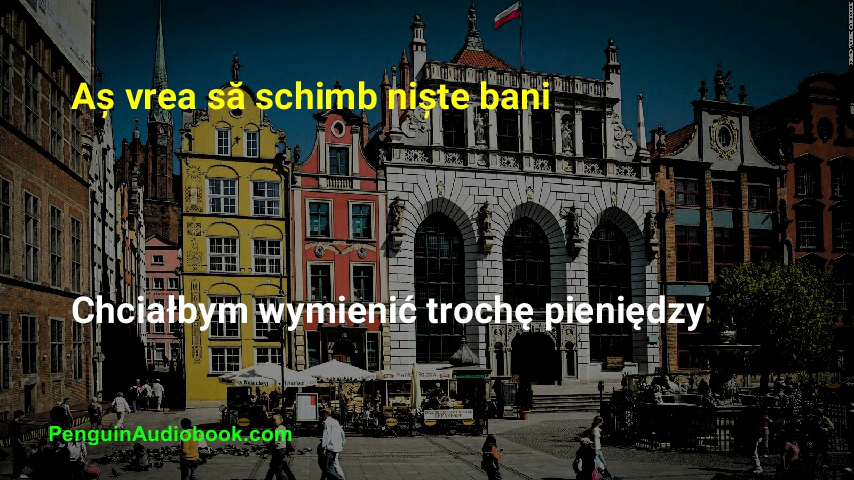 Aș vrea să schimb niște bani
Chciałbym wymienić trochę pieniędzy
PenguinAudiobook.com